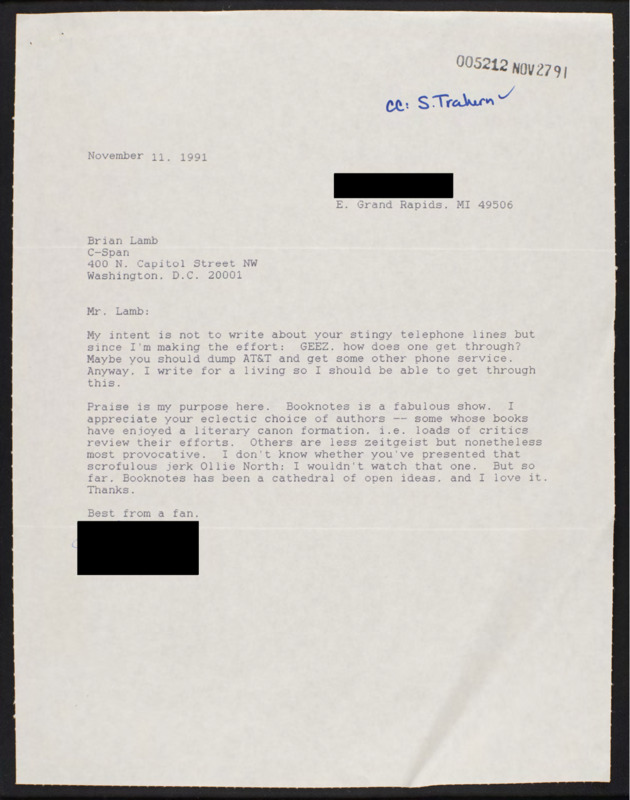 005212 NOV 27 91
cc: S. Trahern ✓
November 11, 1991
E. Grand Rapids, MI 49506
Brian Lamb
C-Span
400 N. Capitol Street NW
Washington, D.C. 20001
Mr. Lamb:
My intent is not to write about your stingy telephone lines but
since I'm making the effort:  GEEZ, how does one get through?
Maybe you should dump AT&T and get some other phone service.
Anyway, I write for a living so I should be able to get through
this.
Praise is my purpose here.  Booknotes is a fabulous show.  I
appreciate your eclectic choice of authors -- some whose books
have enjoyed a literary canon formation, i.e. loads of critics
review their efforts.  Others are less zeitgeist but nonetheless
most provocative.  I don't know whether you've presented that
scrofulous jerk Ollie North; I wouldn't watch that one.  But so
far, Booknotes has been a cathedral of open ideas, and I love it.
Thanks.
Best from a fan,